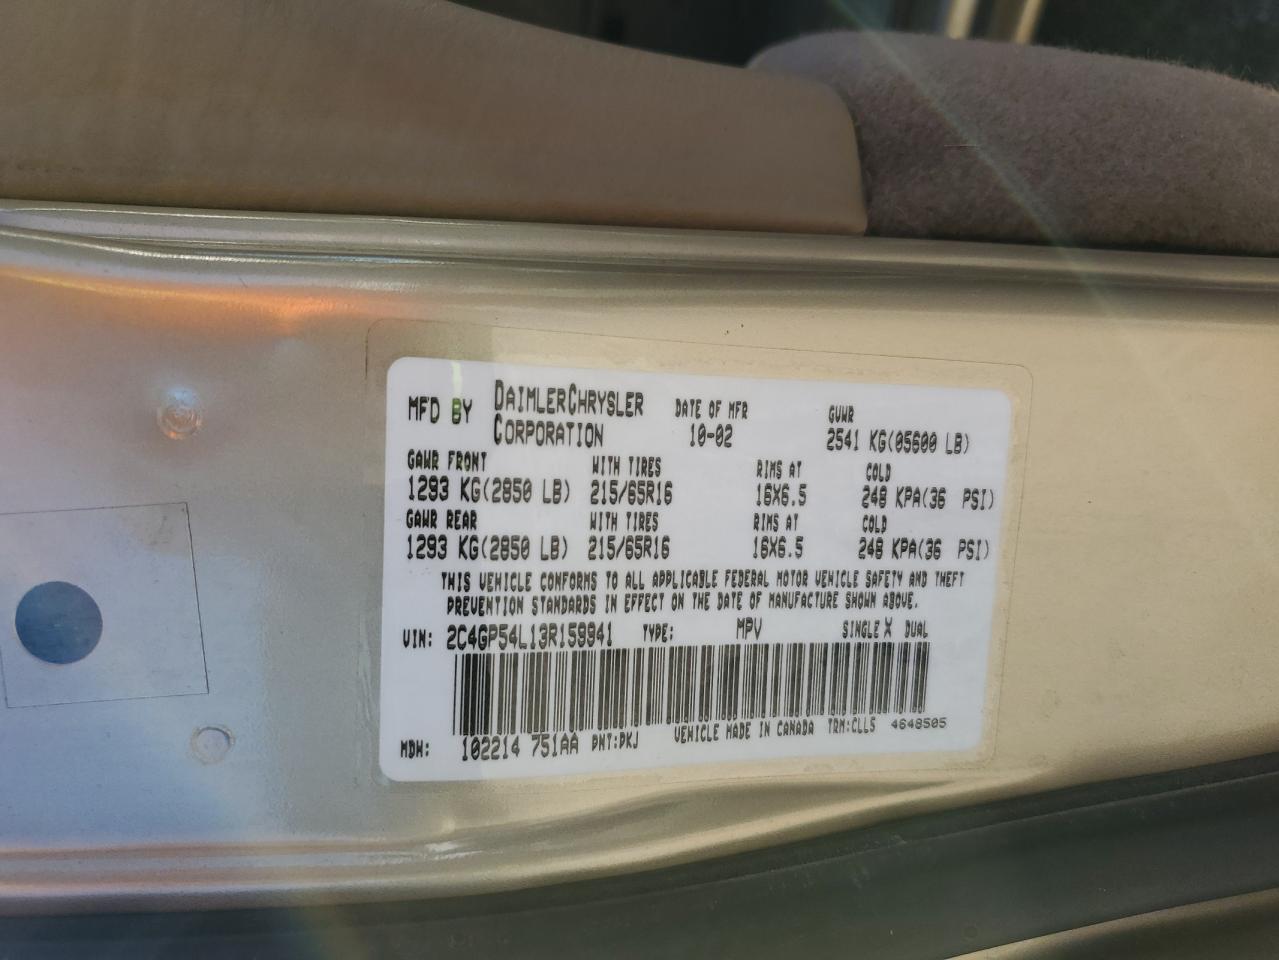 MFD BY DAIMLERCHRYSLER CORPORATION DATE OF MFR 10-02 GVWR 2541 KG(05600 LB)
GAWR FRONT WITH TIRES RIMS AT COLD
1293 KG(2850 LB) 215/65R16 16X6.5 248 KPA(36 PSI)
GAWR REAR WITH TIRES RIMS AT COLD
1293 KG(2850 LB) 215/65R16 16X6.5 248 KPA(36 PSI)
THIS VEHICLE CONFORMS TO ALL APPLICABLE FEDERAL MOTOR VEHICLE SAFETY AND THEFT
PREVENTION STANDARDS IN EFFECT ON THE DATE OF MANUFACTURE SHOWN ABOVE.
VIN: 2C4GP54L13R159941 TYPE: MPV SINGLE X DUAL
MDH: 102214 751AA PNT:PKJ VEHICLE MADE IN CANADA TRM:CLL5 4648505